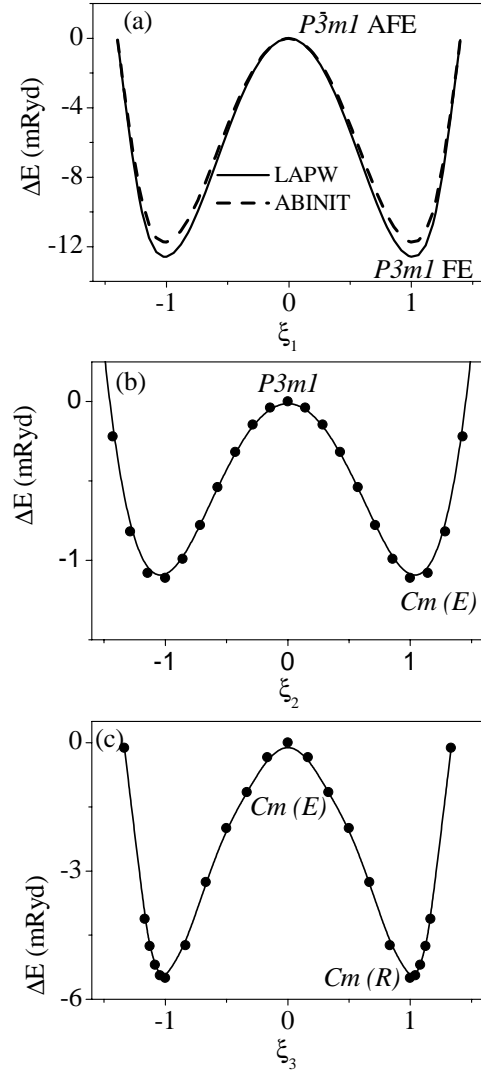 (a)
P3̄m1 AFE
0
-4
-8
-12
ΔE (mRyd)
LAPW
ABINIT
P3m1 FE
-1 0 1
ξ₁
(b)
P3m1
0
-1
ΔE (mRyd)
Cm (E)
-1 0 1
ξ₂
(c)
0
-3
-6
ΔE (mRyd)
Cm (E)
Cm (R)
-1 0 1
ξ₃